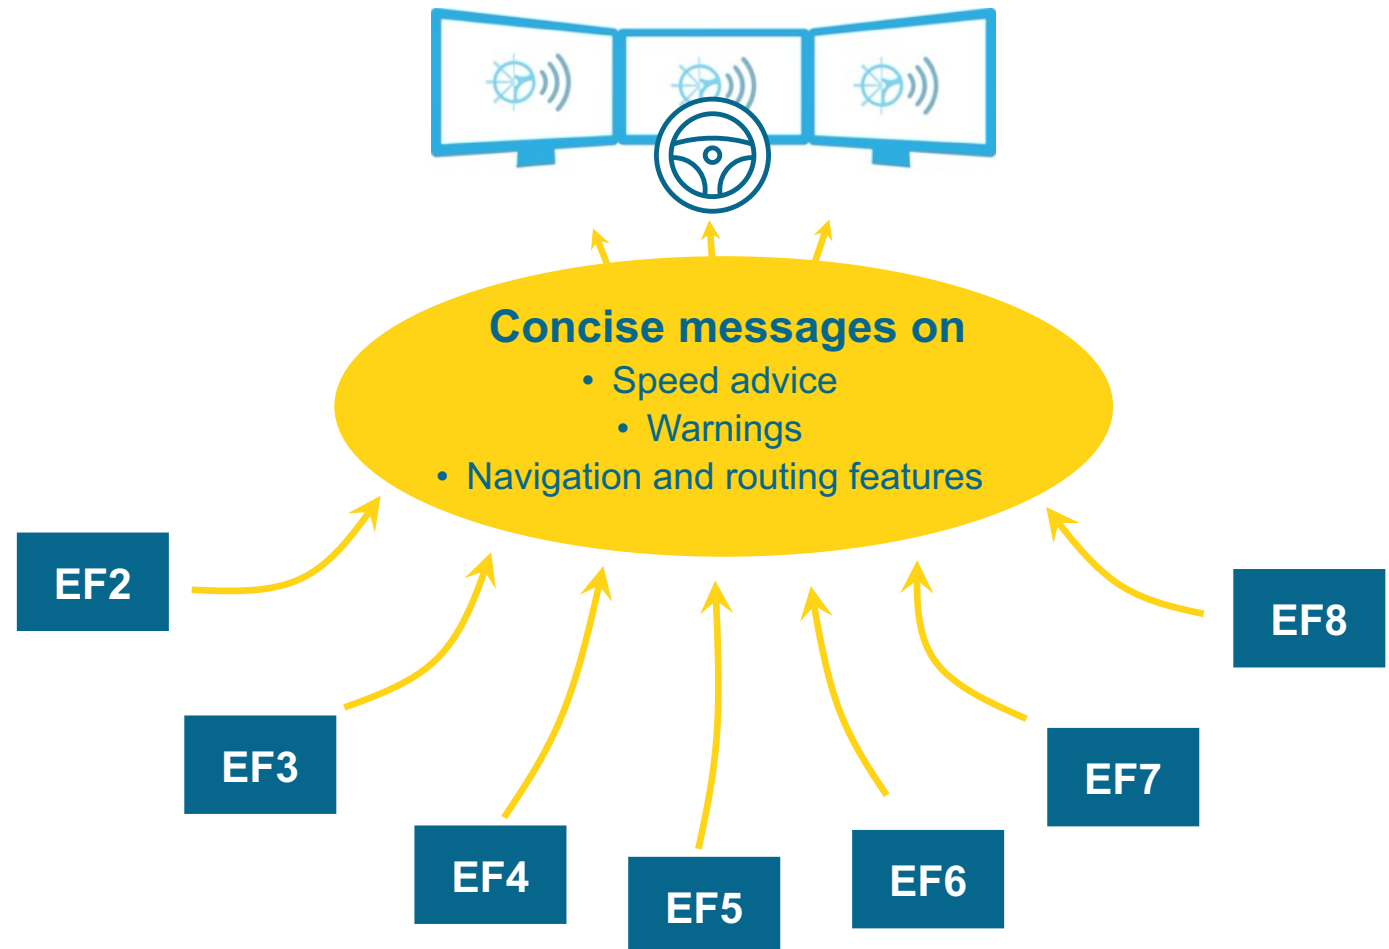 Concise messages on
• Speed advice
• Warnings
• Navigation and routing features
EF2
EF8
EF3
EF7
EF4
EF6
EF5